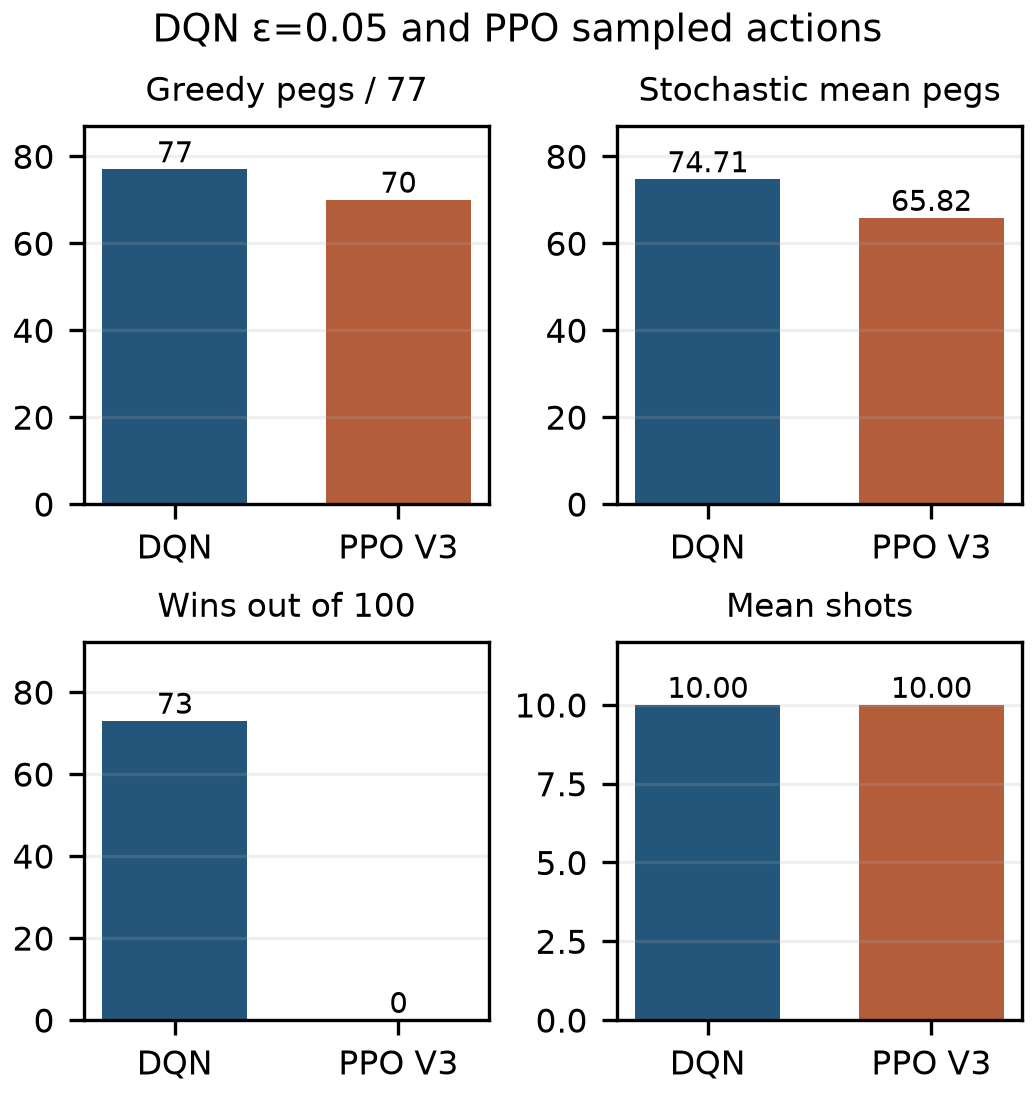 DQN ε=0.05 and PPO sampled actions
Greedy pegs / 77
80
60
40
20
0
77
70
DQN
PPO V3
Stochastic mean pegs
80
60
40
20
0
74.71
65.82
DQN
PPO V3
Wins out of 100
80
60
40
20
0
73
0
DQN
PPO V3
Mean shots
10.0
7.5
5.0
2.5
0.0
10.00
10.00
DQN
PPO V3